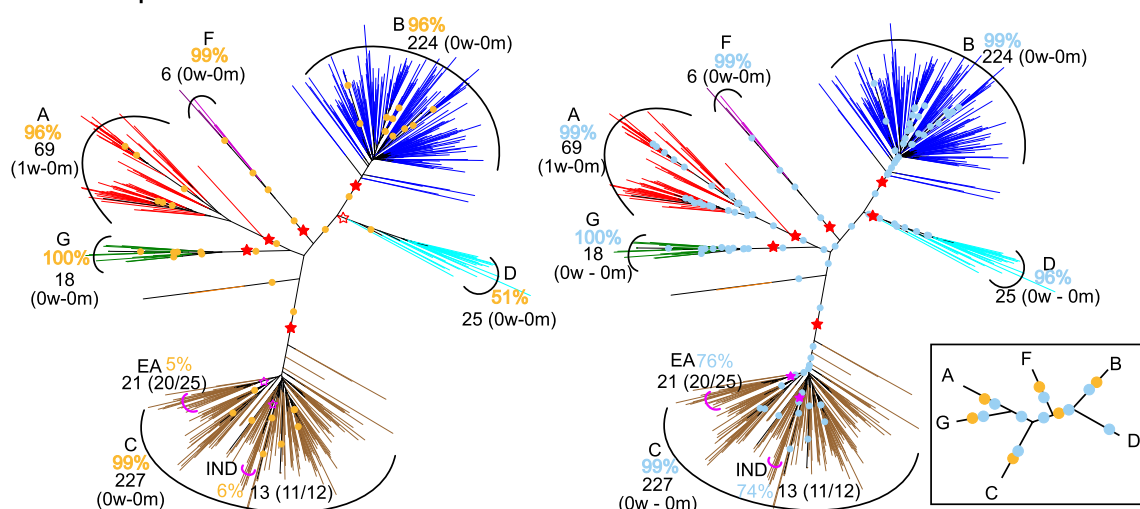 F
99%
6 (0w-0m)
B 96%
224 (0w-0m)
A
96%
69
(1w-0m)
G
100%
18
(0w-0m)
D
51%
25 (0w-0m)
EA 5%
21 (20/25)
C
99%
227
(0w-0m)
IND
6% 13 (11/12)
F
99%
6 (0w-0m)
B 99%
224 (0w-0m)
A
99%
69
(1w-0m)
G
100%
18
(0w - 0m)
D
96%
25 (0w - 0m)
EA 76%
21 (20/25)
C
99%
227
(0w - 0m)
IND
74% 13 (11/12)
F
B
A
G
D
C